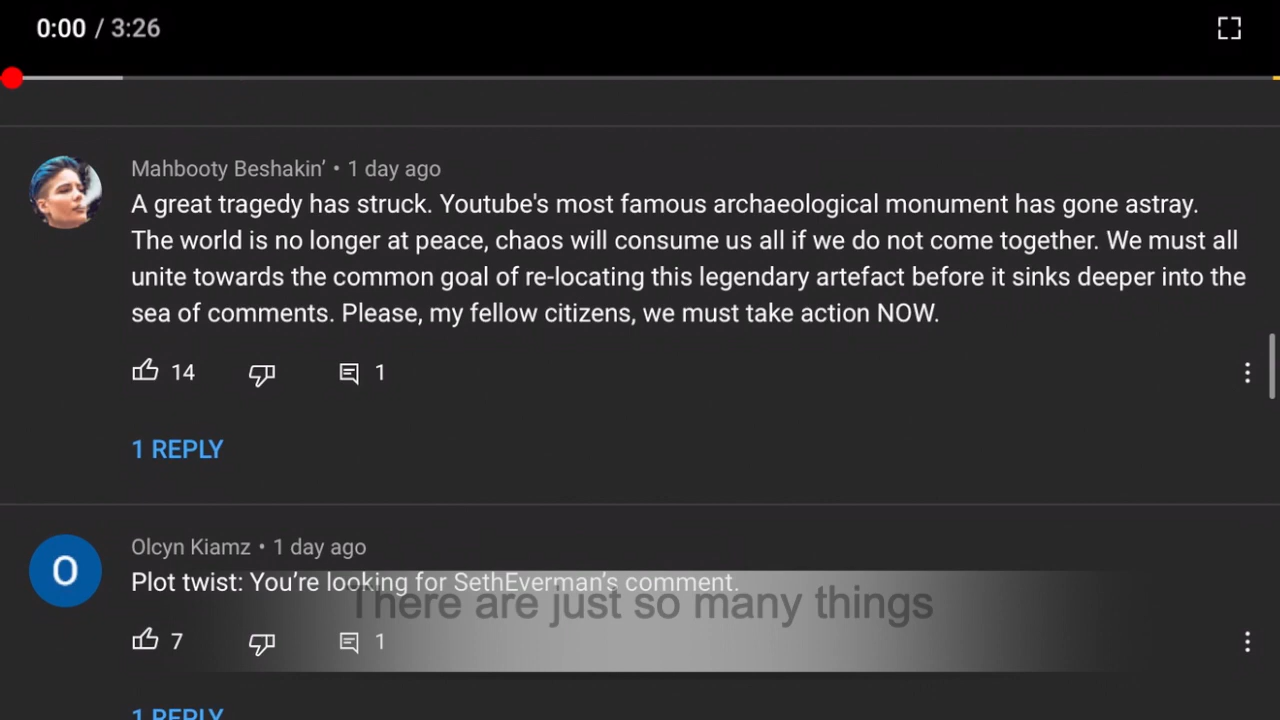 0:00 / 3:26
Mahbooty Beshakin’ • 1 day ago
A great tragedy has struck. Youtube's most famous archaeological monument has gone astray.
The world is no longer at peace, chaos will consume us all if we do not come together. We must all
unite towards the common goal of re-locating this legendary artefact before it sinks deeper into the
sea of comments. Please, my fellow citizens, we must take action NOW.
14
1
1 REPLY
O
Olcyn Kiamz • 1 day ago
Plot twist: You’re looking for SethEverman’s comment.
There are just so many things
7
1
1 REPLY